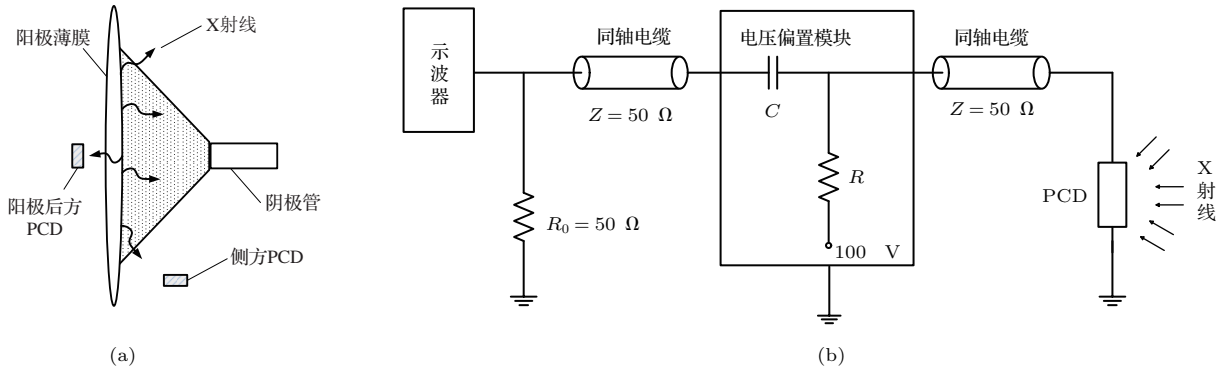 阳极薄膜
X射线
阳极后方
PCD
阴极管
侧方PCD
(a)
示波器
同轴电缆
Z = 50 Ω
R₀ = 50 Ω
电压偏置模块
C
R
100 V
同轴电缆
Z = 50 Ω
PCD
X射线
(b)